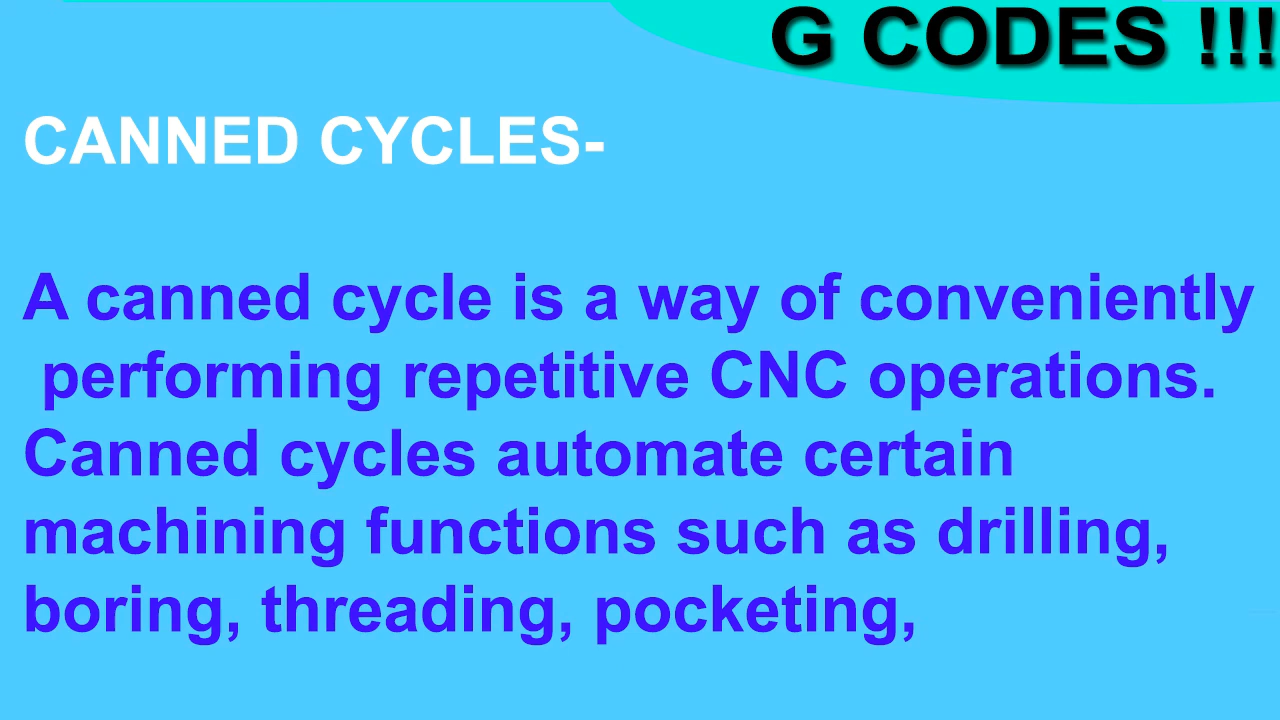 G CODES !!!
CANNED CYCLES-
A canned cycle is a way of conveniently
performing repetitive CNC operations.
Canned cycles automate certain
machining functions such as drilling,
boring, threading, pocketing,